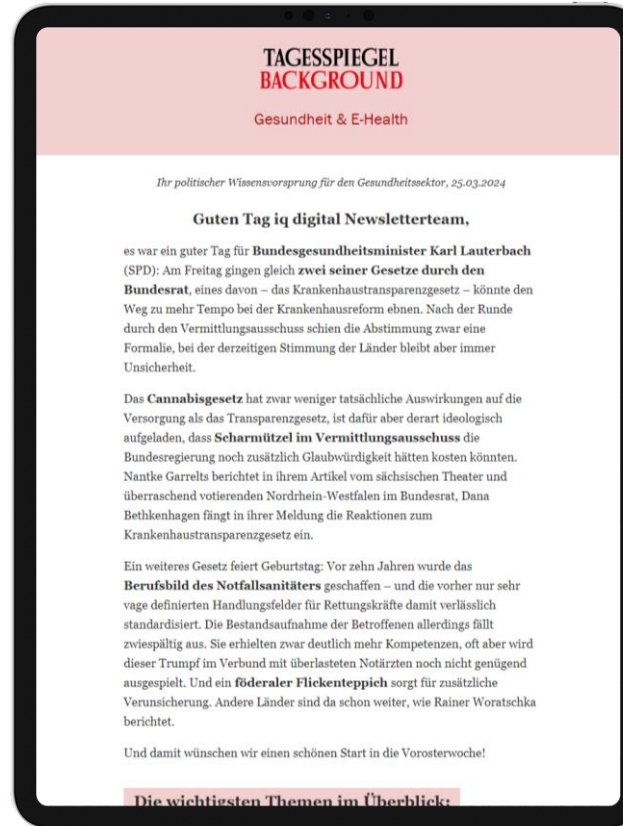 TAGESSPIEGEL
BACKGROUND
Gesundheit & E-Health
Ihr politischer Wissensvorsprung für den Gesundheitssektor, 25.03.2024
Guten Tag iq digital Newsletterteam,
es war ein guter Tag für Bundesgesundheitsminister Karl Lauterbach
(SPD): Am Freitag gingen gleich zwei seiner Gesetze durch den
Bundesrat, eines davon – das Krankenhaustransparenzgesetz – könnte den
Weg zu mehr Tempo bei der Krankenhausreform ebnen. Nach der Runde
durch den Vermittlungsausschuss schien die Abstimmung zwar eine
Formalie, bei der derzeitigen Stimmung der Länder bleibt aber immer
Unsicherheit.
Das Cannabisgesetz hat zwar weniger tatsächliche Auswirkungen auf die
Versorgung als das Transparenzgesetz, ist dafür aber derart ideologisch
aufgeladen, dass Scharmützel im Vermittlungsausschuss die
Bundesregierung noch zusätzlich Glaubwürdigkeit hätten kosten könnten.
Nantke Garrelts berichtet in ihrem Artikel vom sächsischen Theater und
überraschend votierenden Nordrhein-Westfalen im Bundesrat, Dana
Bethkenhagen fängt in ihrer Meldung die Reaktionen zum
Krankenhaustransparenzgesetz ein.
Ein weiteres Gesetz feiert Geburtstag: Vor zehn Jahren wurde das
Berufsbild des Notfallsanitäters geschaffen – und die vorher nur sehr
vage definierten Handlungsfelder für Rettungskräfte damit verlässlich
standardisiert. Die Bestandsaufnahme der Betroffenen allerdings fällt
zwiespältig aus. Sie erhielten zwar deutlich mehr Kompetenzen, oft aber wird
dieser Trumpf im Verbund mit überlasteten Notärzten noch nicht genügend
ausgespielt. Und ein föderaler Flickenteppich sorgt für zusätzliche
Verunsicherung. Andere Länder sind da schon weiter, wie Rainer Woratschka
berichtet.
Und damit wünschen wir einen schönen Start in die Vorosterwoche!
Die wichtigsten Themen im Überblick: